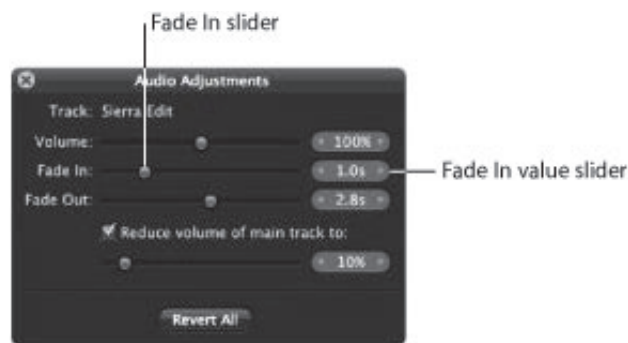 Fade In slider
Audio Adjustments
Track: Sierra Edit
Volume: 100%
Fade In: 1.0s
Fade In value slider
Fade Out: 2.8s
Reduce volume of main track to:
10%
Revert All